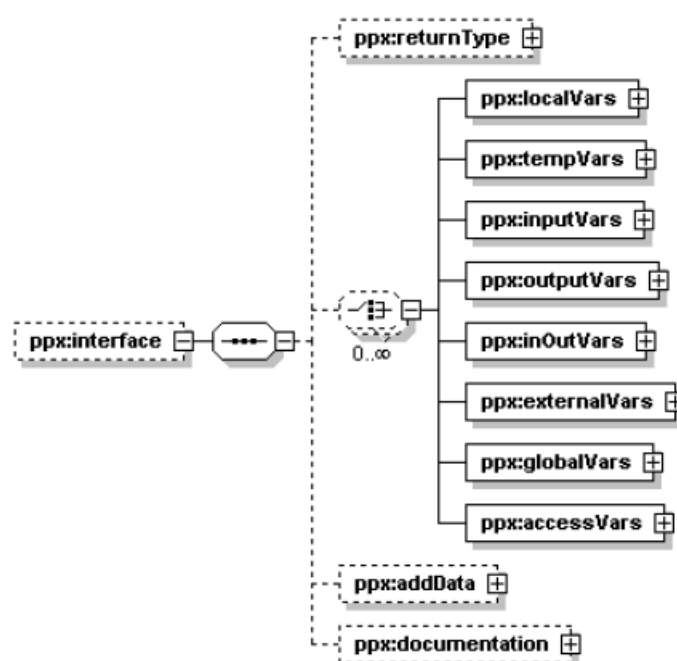 ppx:returnType
ppx:localVars
ppx:tempVars
ppx:inputVars
ppx:outputVars
ppx:interface
0..∞
ppx:inOutVars
ppx:externalVars
ppx:globalVars
ppx:accessVars
ppx:addData
ppx:documentation